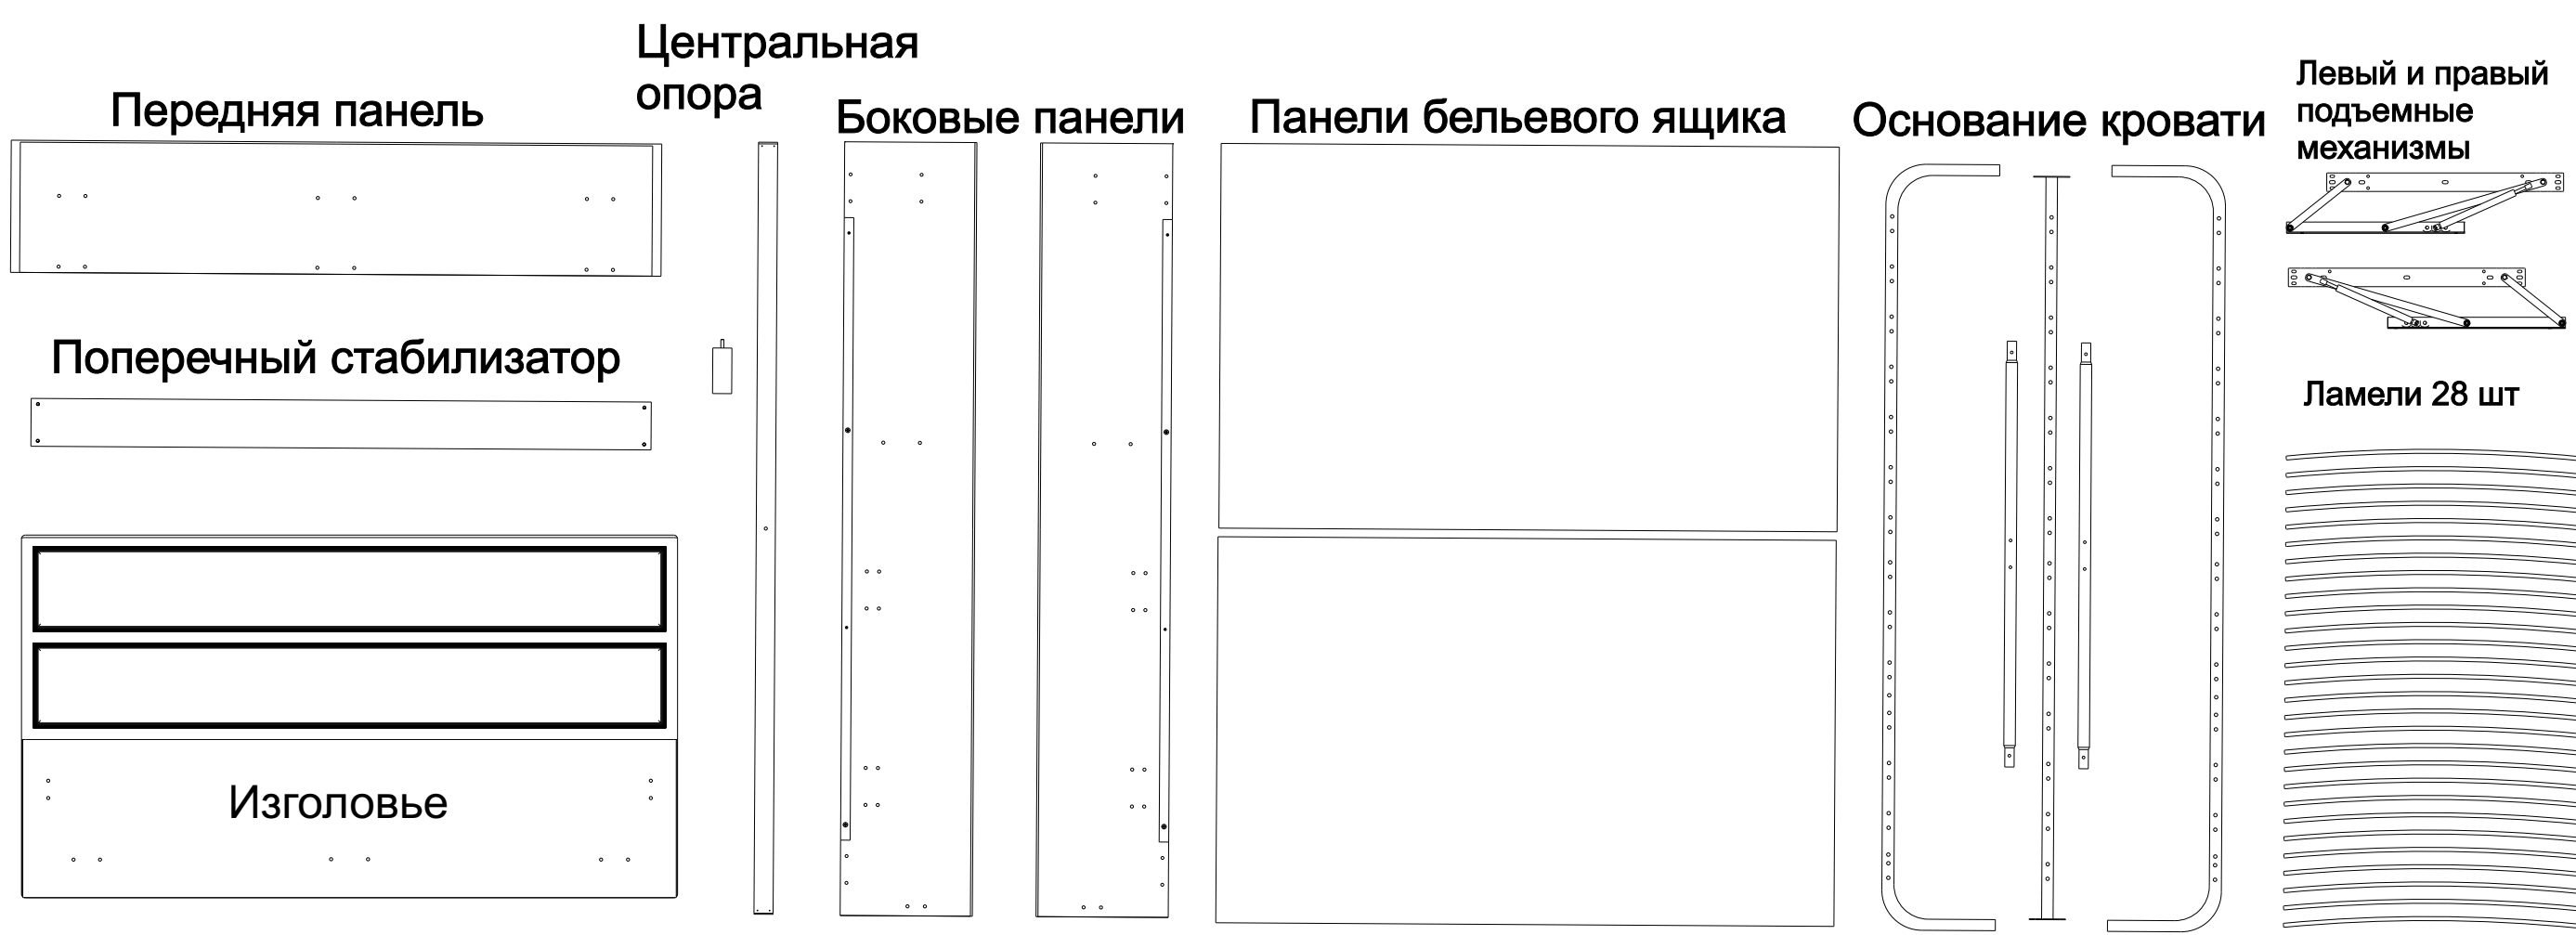 Центральная
опора
Передняя панель
Боковые панели
Панели бельевого ящика
Основание кровати
Левый и правый
подъемные
механизмы
Поперечный стабилизатор
Ламели 28 шт
Изголовье